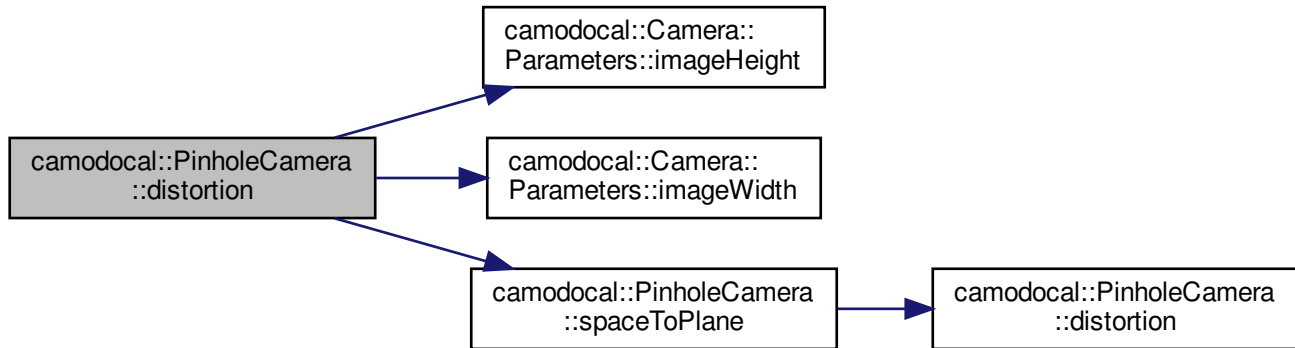 camodocal::Camera::
Parameters::imageHeight
camodocal::PinholeCamera
::distortion
camodocal::Camera::
Parameters::imageWidth
camodocal::PinholeCamera
::spaceToPlane
camodocal::PinholeCamera
::distortion